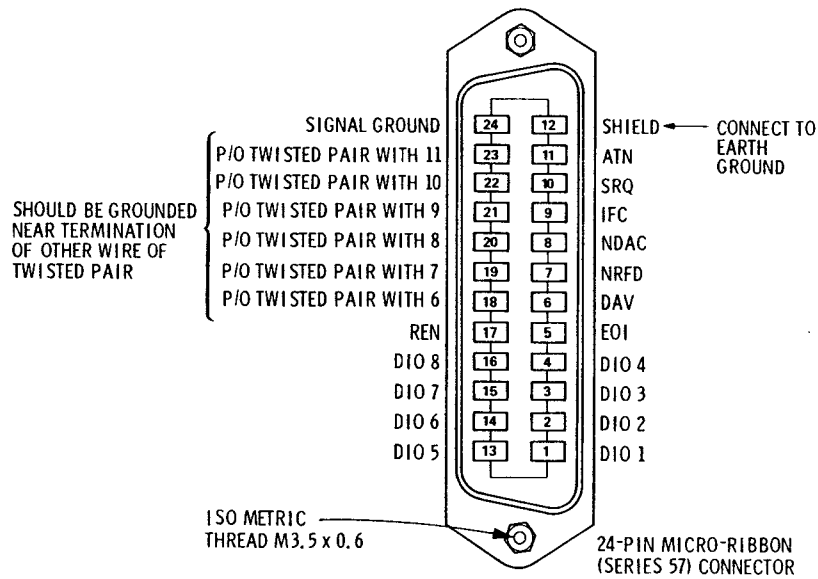 SIGNAL GROUND 24 12 SHIELD CONNECT TO
EARTH
GROUND
P/O TWISTED PAIR WITH 11 23 11 ATN
P/O TWISTED PAIR WITH 10 22 10 SRQ
P/O TWISTED PAIR WITH 9 21 9 IFC
P/O TWISTED PAIR WITH 8 20 8 NDAC
P/O TWISTED PAIR WITH 7 19 7 NRFD
P/O TWISTED PAIR WITH 6 18 6 DAV
SHOULD BE GROUNDED
NEAR TERMINATION
OF OTHER WIRE OF
TWISTED PAIR
REN 17 5 EOI
DIO 8 16 4 DIO 4
DIO 7 15 3 DIO 3
DIO 6 14 2 DIO 2
DIO 5 13 1 DIO 1
ISO METRIC
THREAD M3.5 x 0.6
24-PIN MICRO-RIBBON
(SERIES 57) CONNECTOR